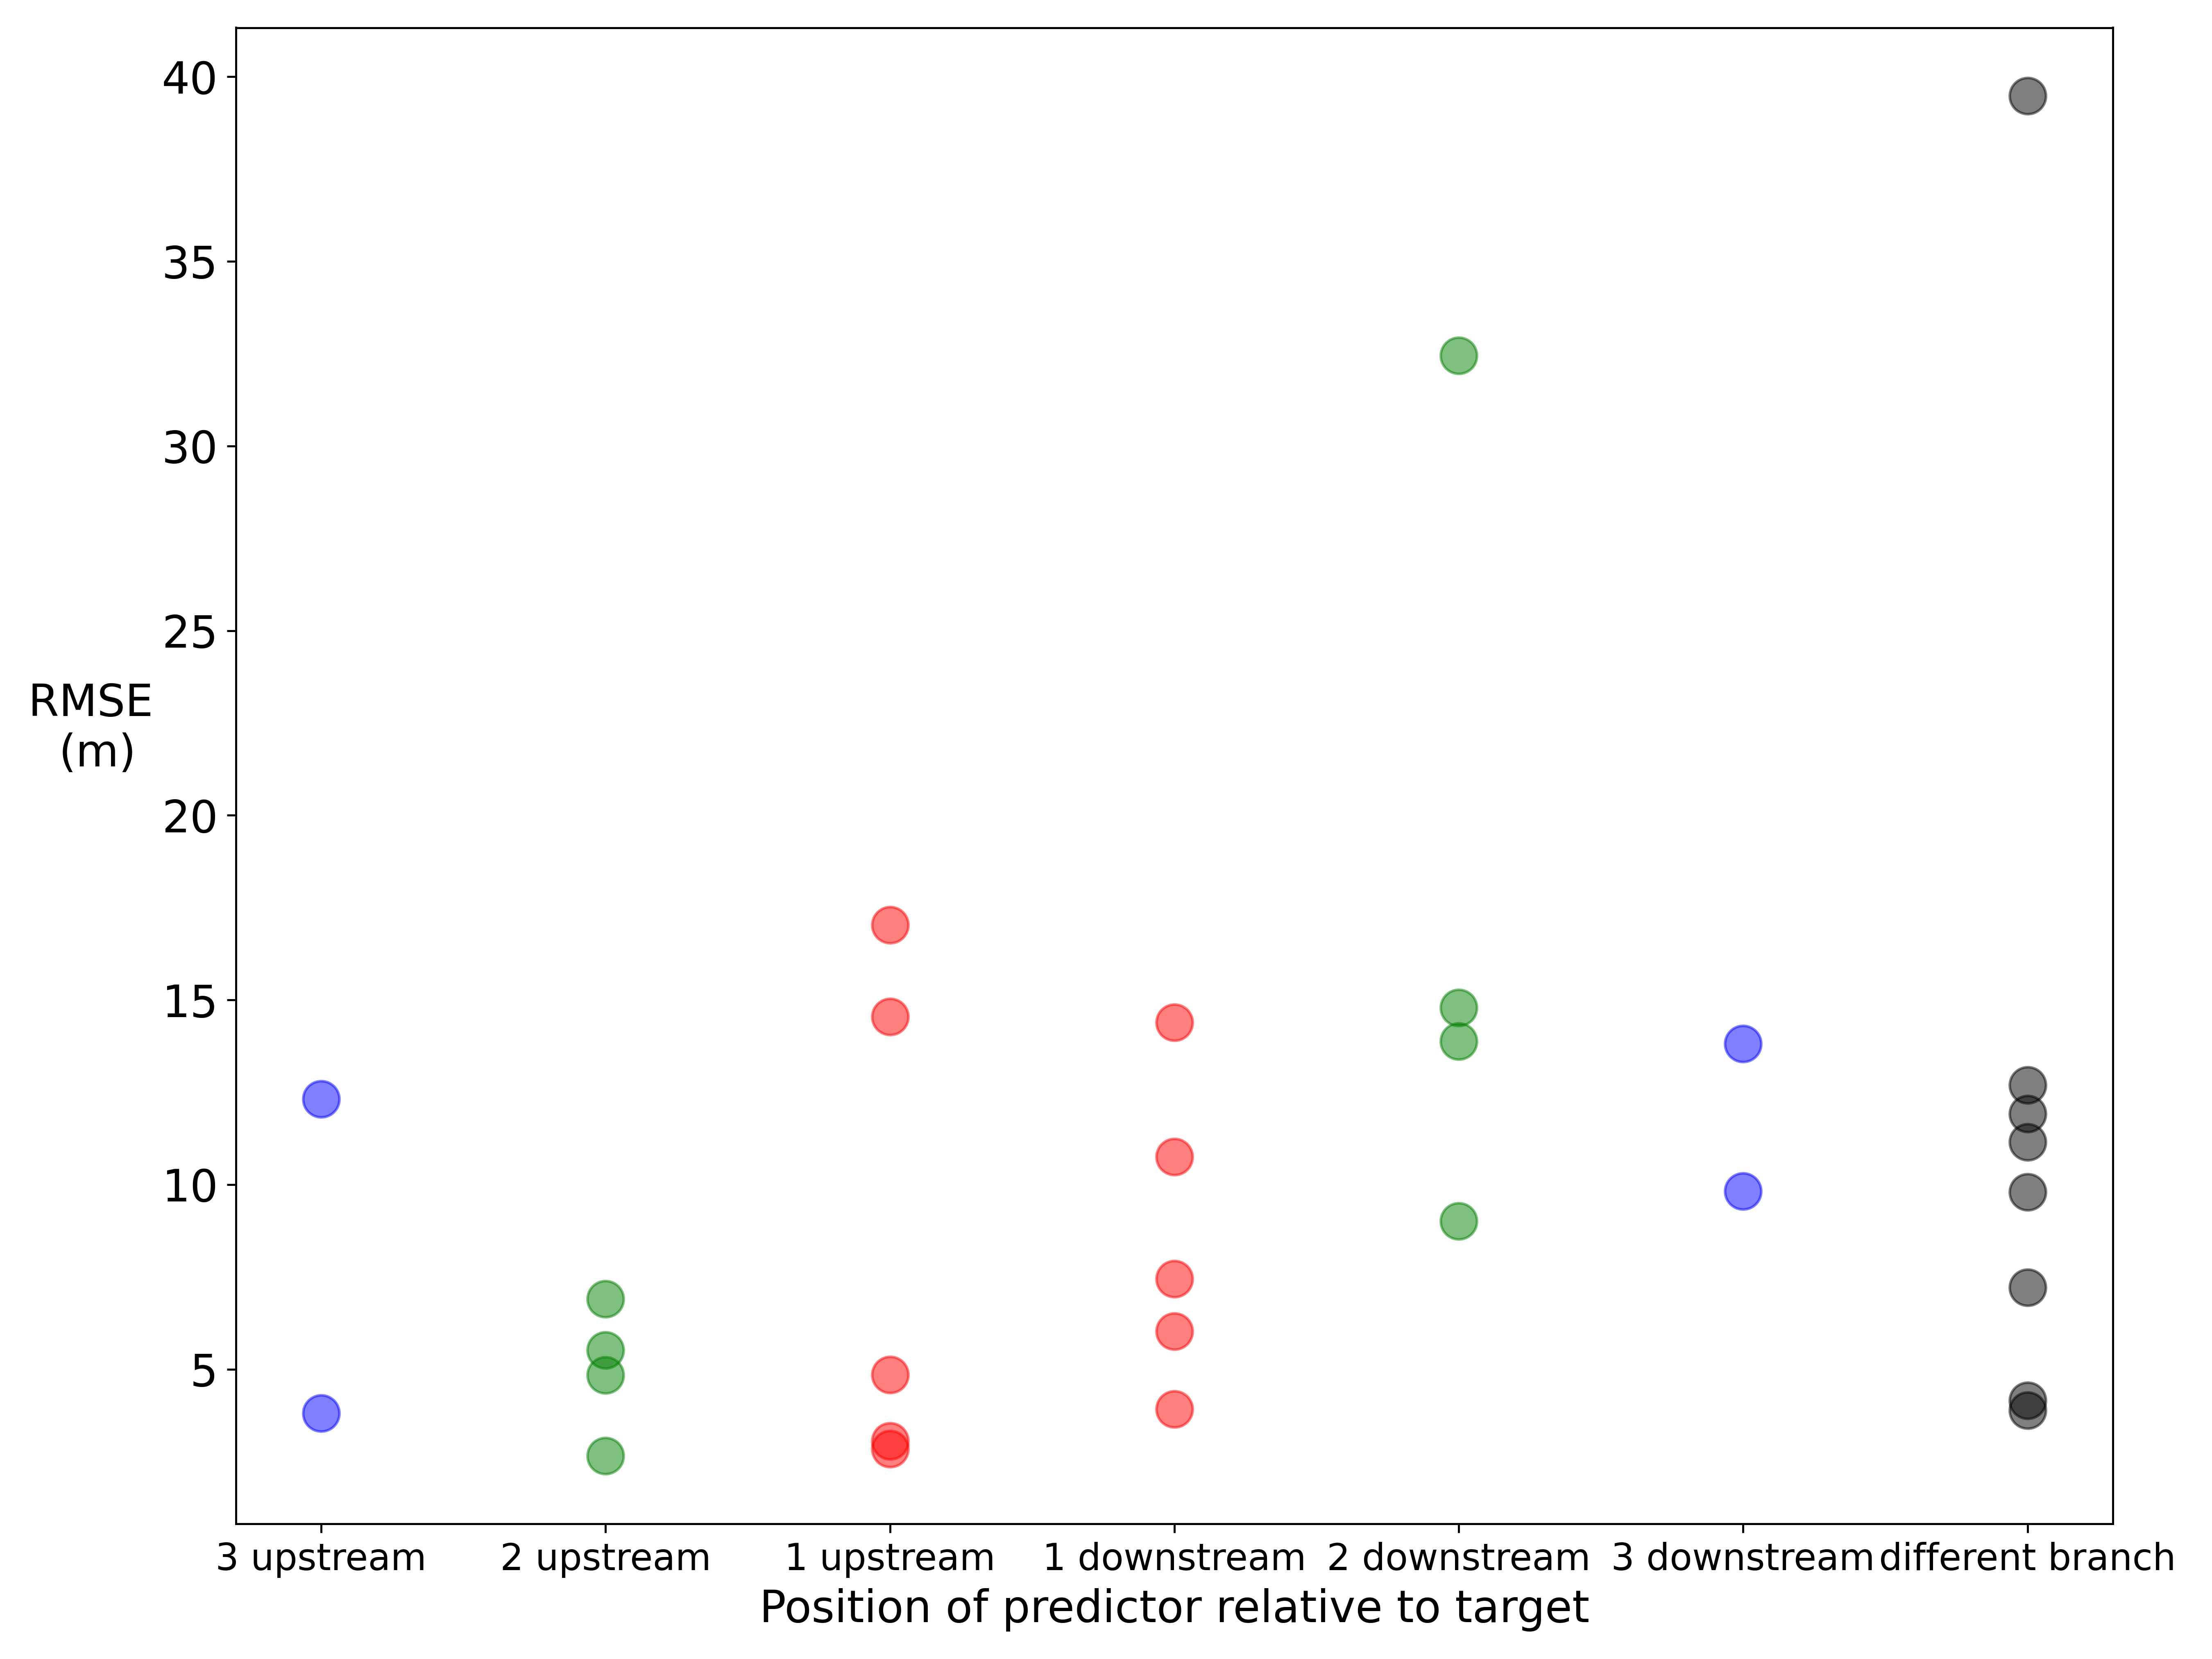 40
35
30
25
20
15
10
5
RMSE
(m)
3 upstream
2 upstream
1 upstream
1 downstream
2 downstream
3 downstream
different branch
Position of predictor relative to target